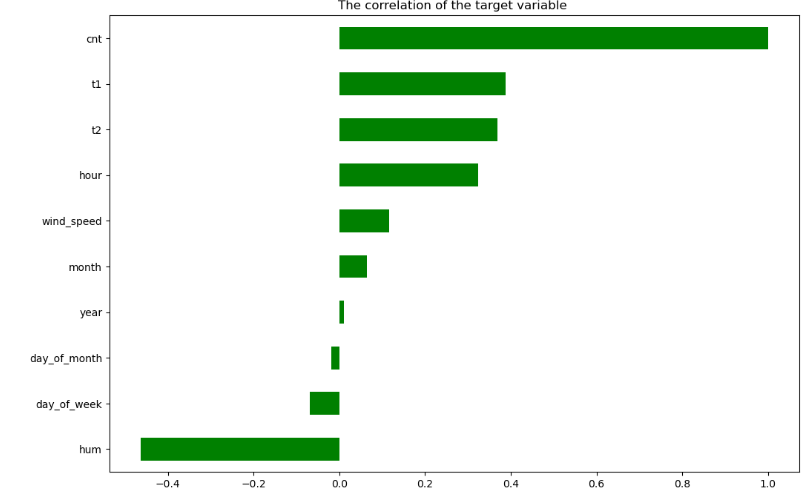 The correlation of the target variable
cnt
t1
t2
hour
wind_speed
month
year
day_of_month
day_of_week
hum
−0.4 −0.2 0.0 0.2 0.4 0.6 0.8 1.0